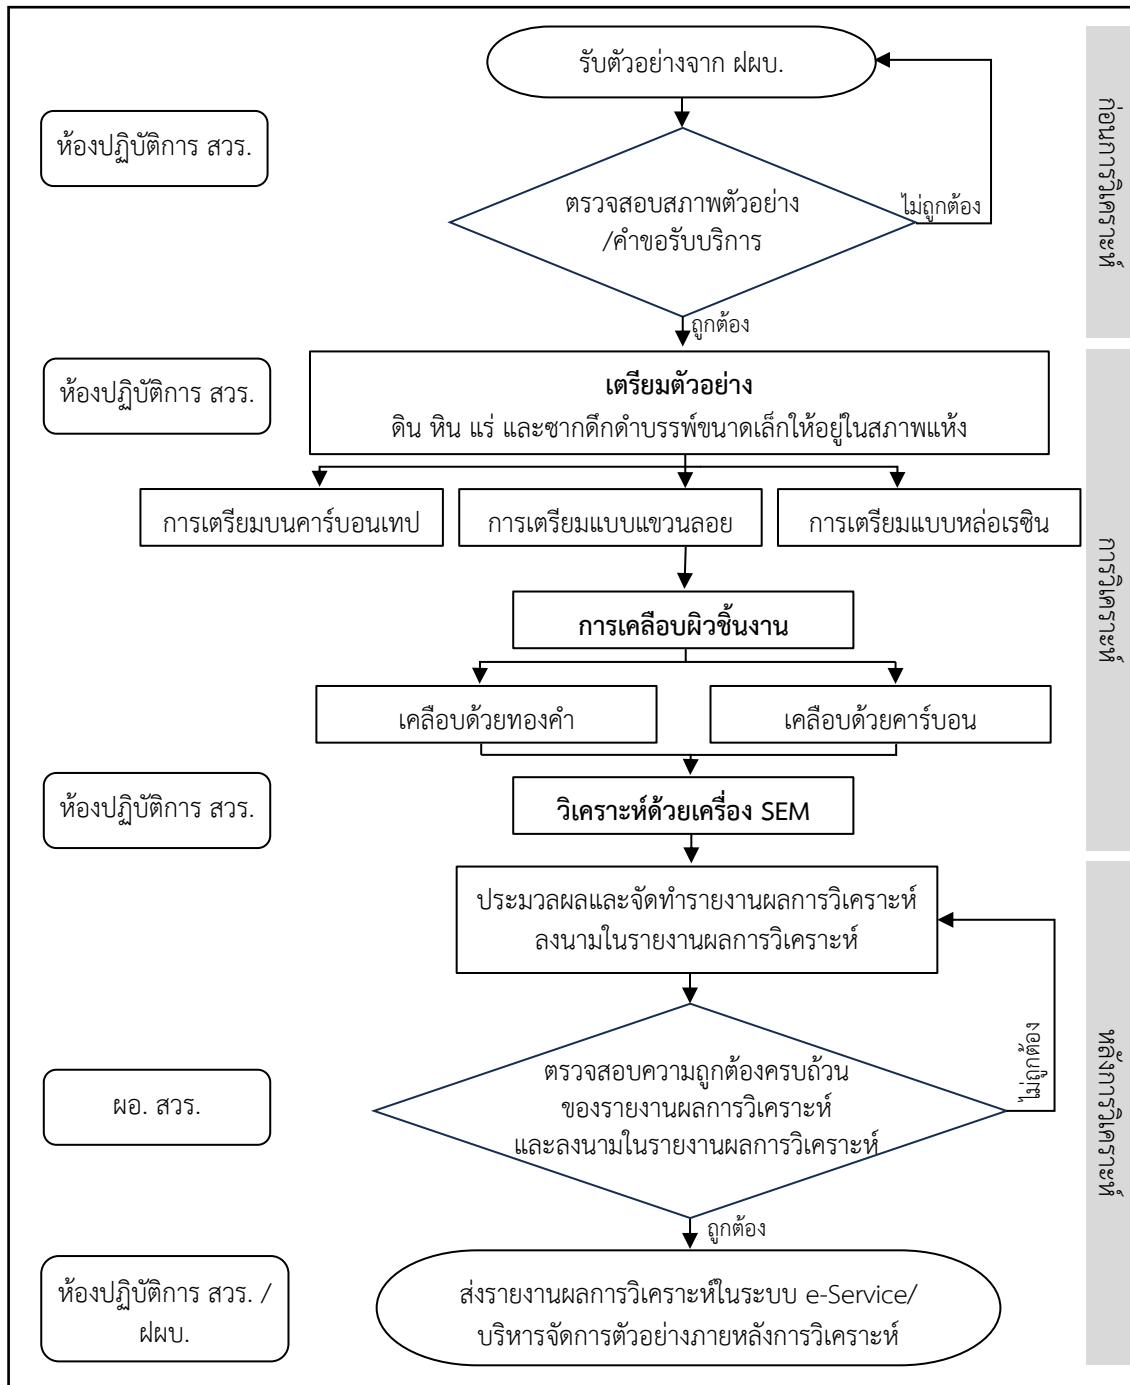 รับตัวอย่างจาก ฝผบ.
ก่อนการวิเคราะห์
ห้องปฏิบัติการ สวร.
ตรวจสอบสภาพตัวอย่าง
/คำขอรับบริการ
ไม่ถูกต้อง
ถูกต้อง
ห้องปฏิบัติการ สวร.
เตรียมตัวอย่าง
ดิน หิน แร่ และซากดึกดำบรรพ์ขนาดเล็กให้อยู่ในสภาพแห้ง
การวิเคราะห์
การเตรียมบนคาร์บอนเทป
การเตรียมแบบแขวนลอย
การเตรียมแบบหล่อเรซิน
การเคลือบผิวชิ้นงาน
เคลือบด้วยทองคำ
เคลือบด้วยคาร์บอน
ห้องปฏิบัติการ สวร.
วิเคราะห์ด้วยเครื่อง SEM
ประมวลผลและจัดทำรายงานผลการวิเคราะห์
ลงนามในรายงานผลการวิเคราะห์
หลังการวิเคราะห์
ผอ. สวร.
ตรวจสอบความถูกต้องครบถ้วน
ของรายงานผลการวิเคราะห์
และลงนามในรายงานผลการวิเคราะห์
ไม่ถูกต้อง
ถูกต้อง
ห้องปฏิบัติการ สวร. /
ฝผบ.
ส่งรายงานผลการวิเคราะห์ในระบบ e-Service/
บริหารจัดการตัวอย่างภายหลังการวิเคราะห์